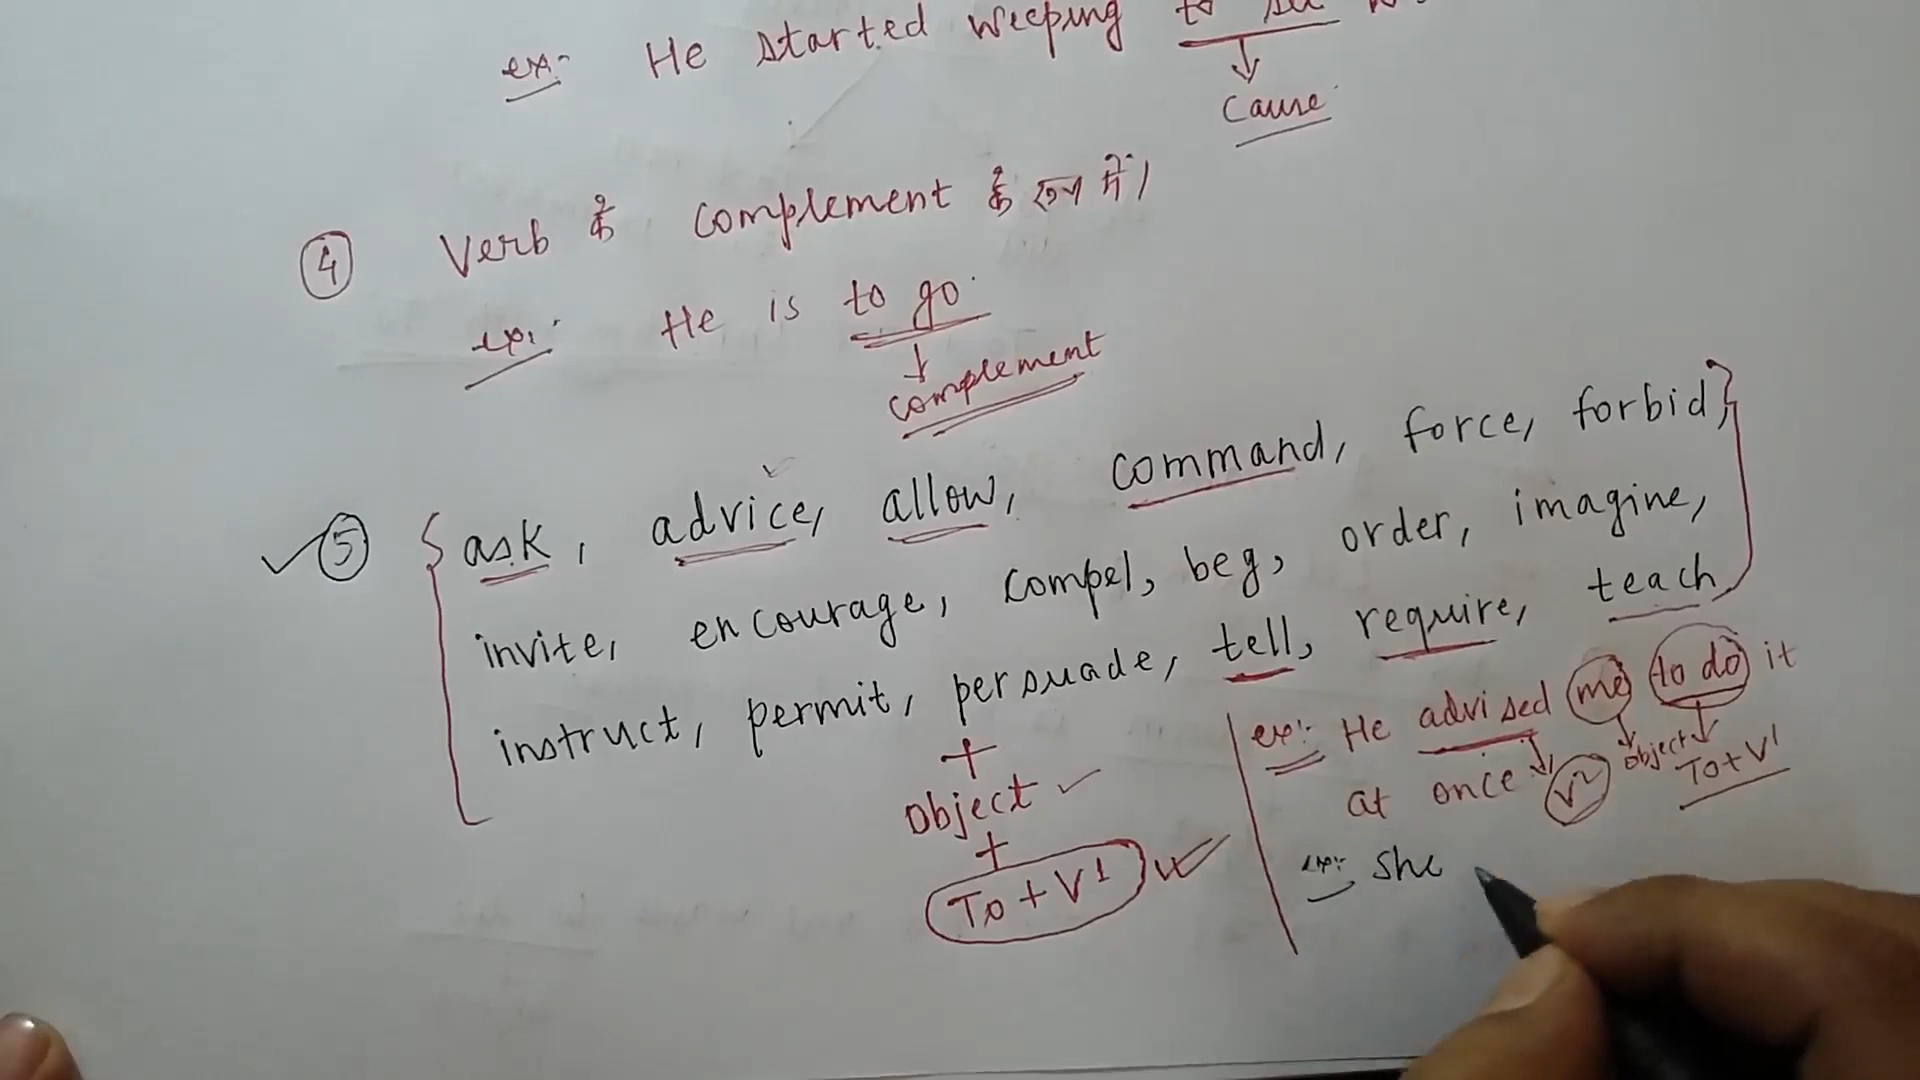 ex:- He started weeping to
Cause
④ Verb के complement के रूप में।
ex:- He is to go.
complement
⑤ { ask, advice, allow, command, force, forbid, }
invite, encourage, compel, beg, order, imagine,
instruct, permit, persuade, tell, require, teach
+
Object
+
To + V¹
ex:- He advised me to do it
object To + V¹
at once V²
exp:- she